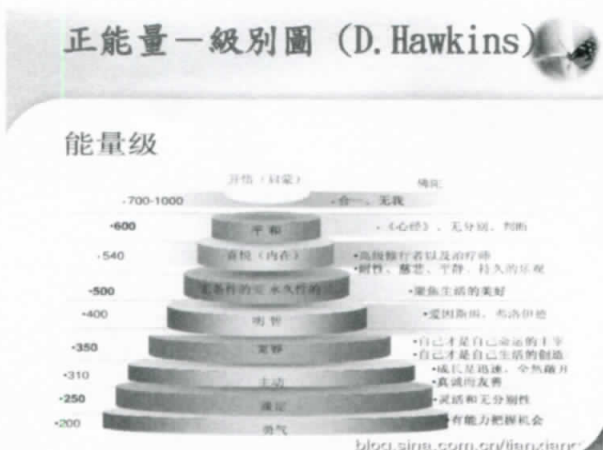 正能量－級別圖 (D. Hawkins)
能量级
开悟（启蒙） 佛陀
·700-1000 ·合一、无我
·600 平和 ·《心经》、无分别、判断
·540 喜悦（内在） ·高级修行者以及治疗师
·耐性、慈悲、平静、持久的乐观
·500 无条件的爱 永久性的 ·聚焦生活的美好
·400 明智 ·爱因斯坦、弗洛伊德
·350 宽容 ·自己才是自己命运的主宰
·自己才是自己生活的创造
·310 主动 ·成长是迅速，全然敞开
·真诚而友善
·250 淡定 ·灵活和无分别性
·200 勇气 ·有能力把握机会
blog.sina.com.cn/tianxiang